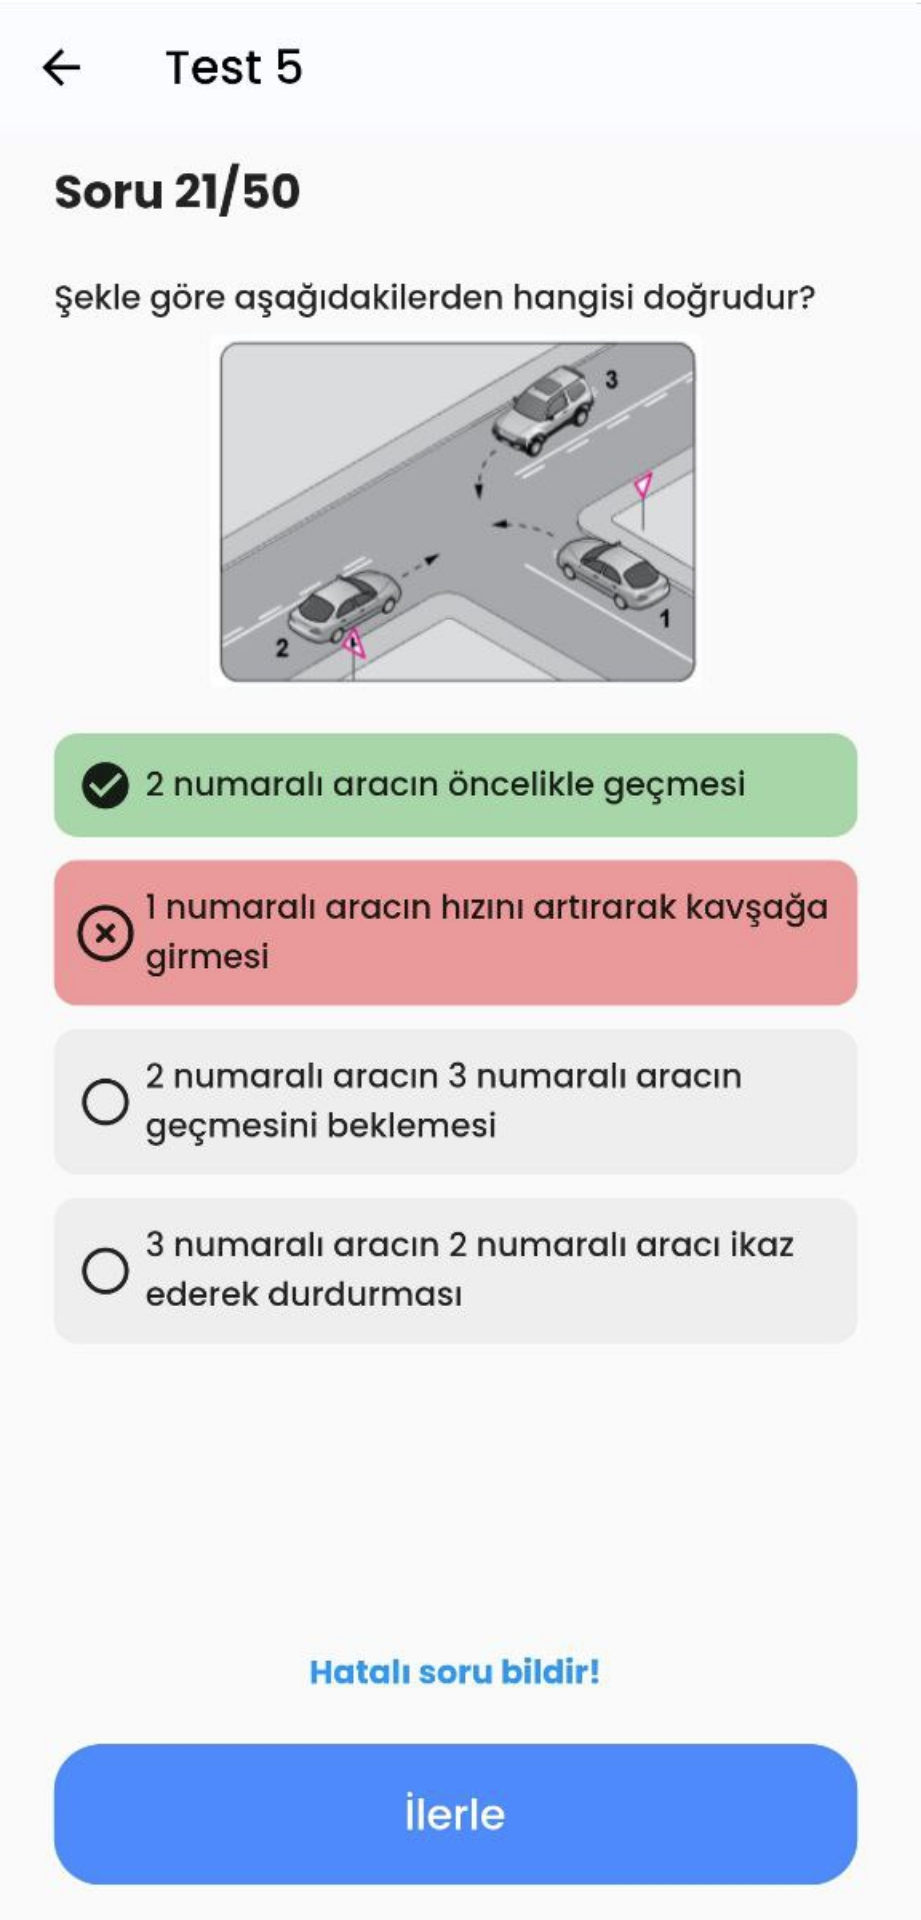 Test 5
Soru 21/50
Şekle göre aşağıdakilerden hangisi doğrudur?
3
1
2
2 numaralı aracın öncelikle geçmesi
1 numaralı aracın hızını artırarak kavşağa
girmesi
2 numaralı aracın 3 numaralı aracın
geçmesini beklemesi
3 numaralı aracın 2 numaralı aracı ikaz
ederek durdurması
Hatalı soru bildir!
İlerle